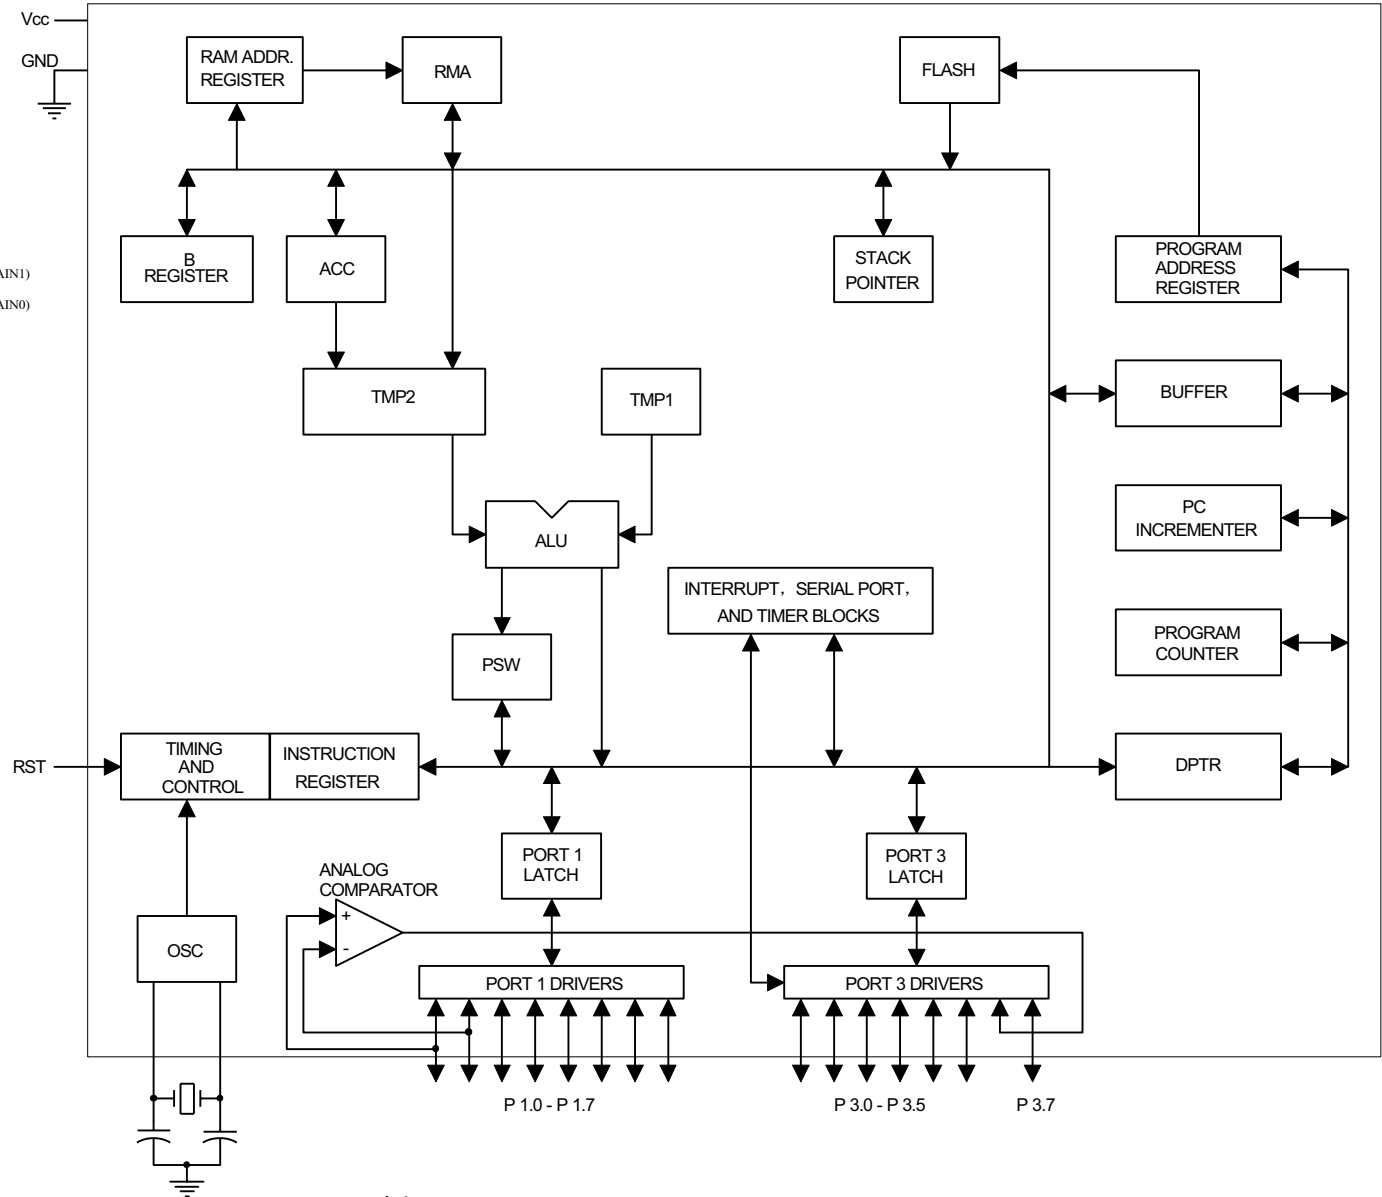 Vcc
GND
RAM ADDR.
REGISTER
RMA
FLASH
B
REGISTER
ACC
STACK
POINTER
PROGRAM
ADDRESS
REGISTER
AIN1)
AIN0)
TMP2
TMP1
BUFFER
ALU
PC
INCREMENTER
INTERRUPT，SERIAL PORT，
AND TIMER BLOCKS
PSW
PROGRAM
COUNTER
RST
TIMING
AND
CONTROL
INSTRUCTION
REGISTER
DPTR
PORT 1
LATCH
PORT 3
LATCH
ANALOG
COMPARATOR
+
-
OSC
PORT 1 DRIVERS
PORT 3 DRIVERS
P 1.0 - P 1.7
P 3.0 - P 3.5
P 3.7